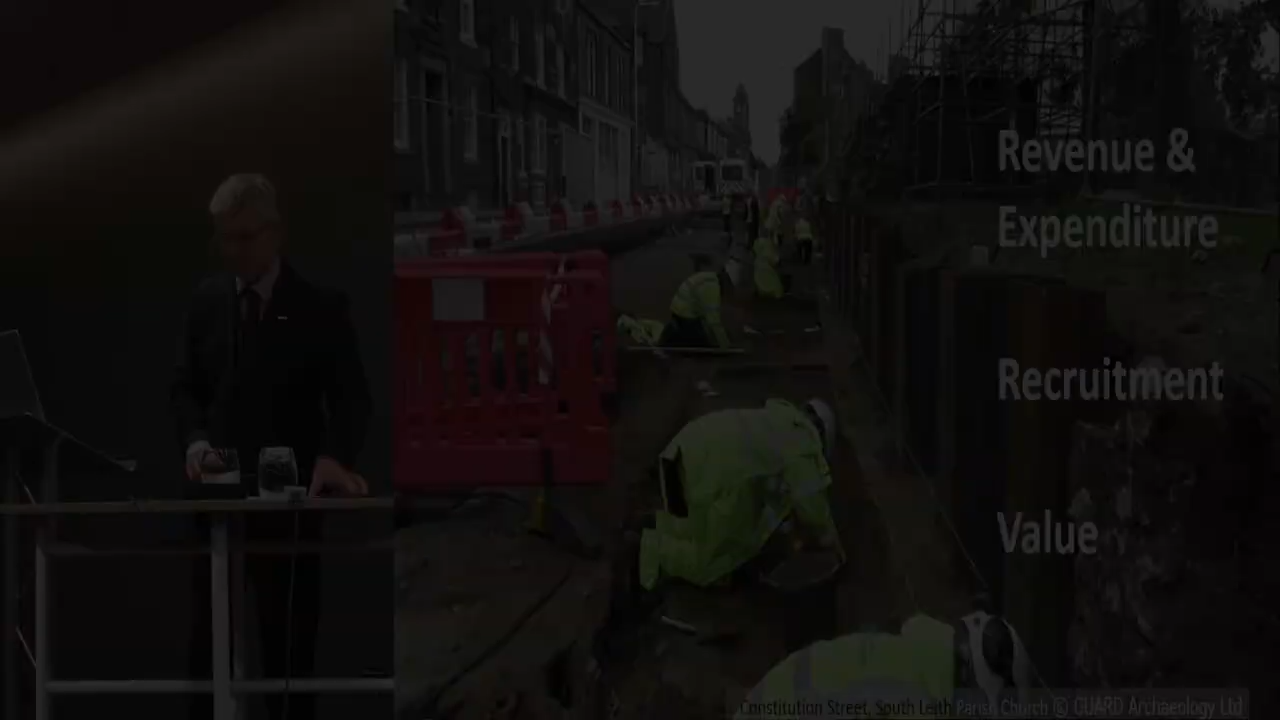 Revenue &
Expenditure
Recruitment
Value
Constitution Street, South Leith Parish Church © GUARD Archaeology Ltd